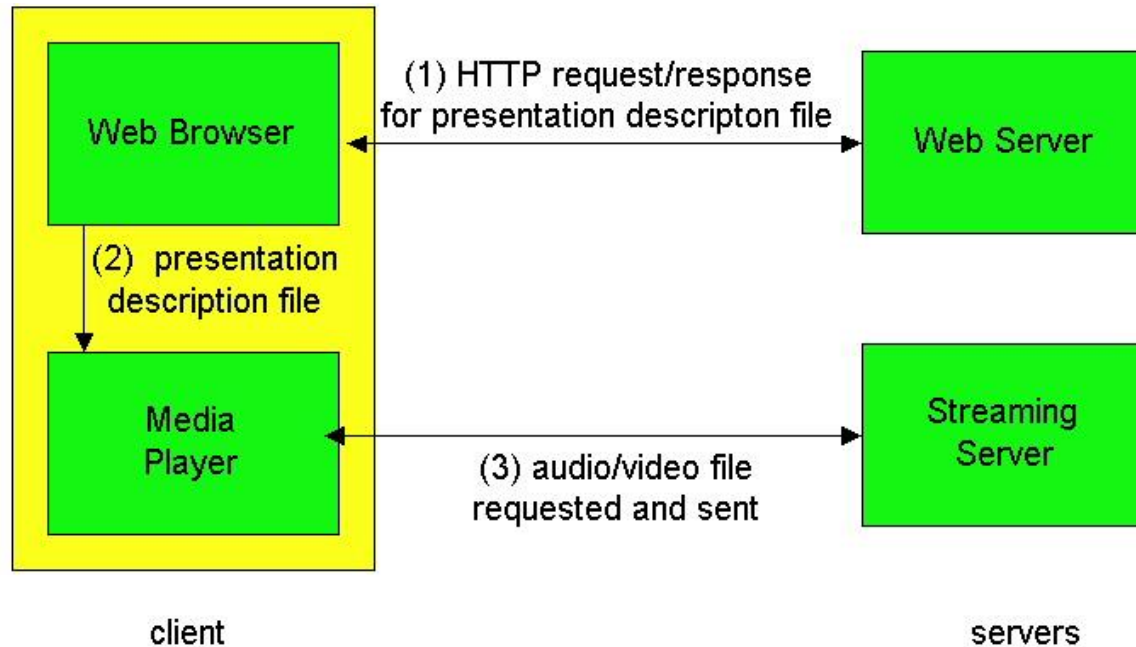 Web Browser
(1) HTTP request/response
for presentation descripton file
Web Server
(2) presentation
description file
Media
Player
(3) audio/video file
requested and sent
Streaming
Server
client
servers